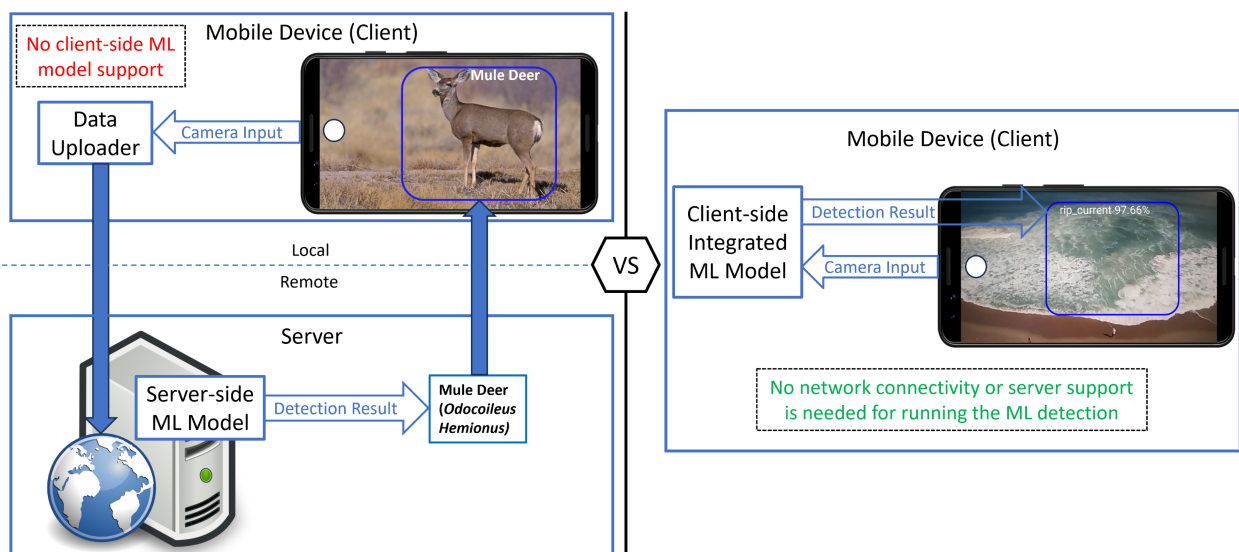 Mobile Device (Client)
No client-side ML
model support
Mule Deer
Data
Uploader
Camera Input
Local
Remote
Server
Server-side
ML Model
Detection Result
Mule Deer
(Odocoileus
Hemionus)
VS
Mobile Device (Client)
Client-side
Integrated
ML Model
Detection Result
Camera Input
rip_current 97.66%
No network connectivity or server support
is needed for running the ML detection